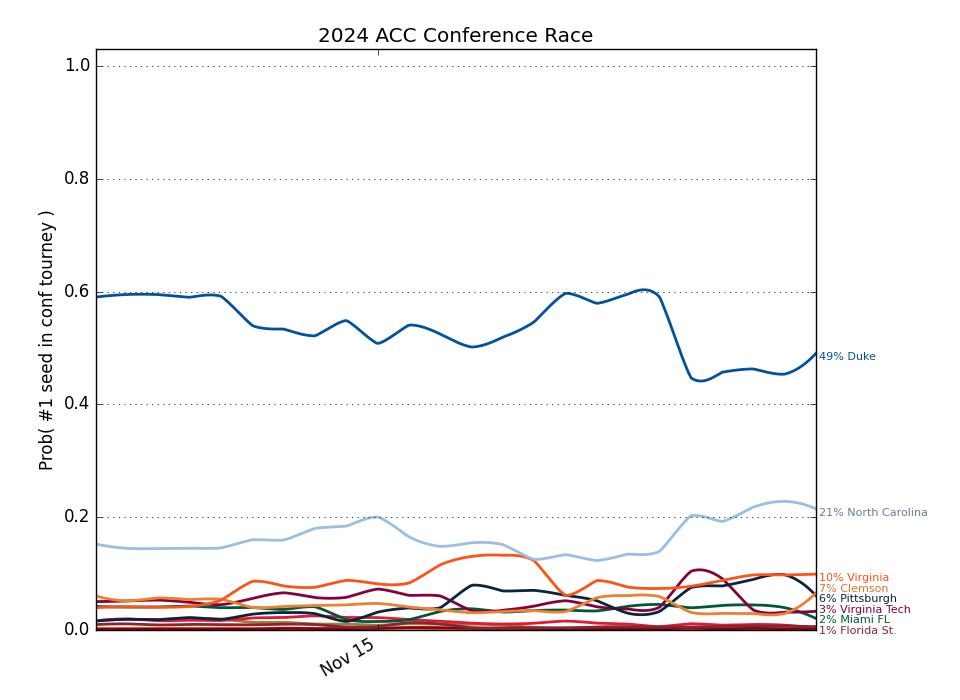 2024 ACC Conference Race
Prob( #1 seed in conf tourney )
1.0
0.8
0.6
0.4
0.2
0.0
Nov 15
49% Duke
21% North Carolina
10% Virginia
7% Clemson
6% Pittsburgh
3% Virginia Tech
2% Miami FL
1% Florida St.